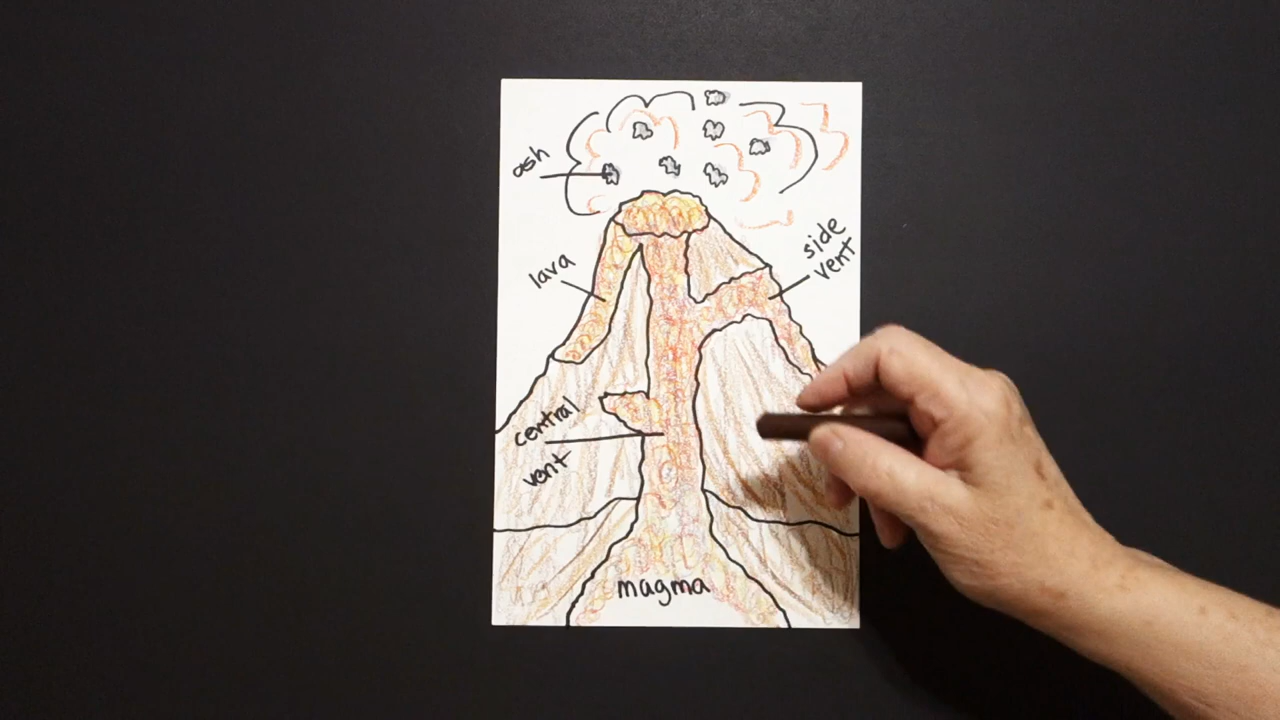 ash
lava
side
vent
central
vent
magma